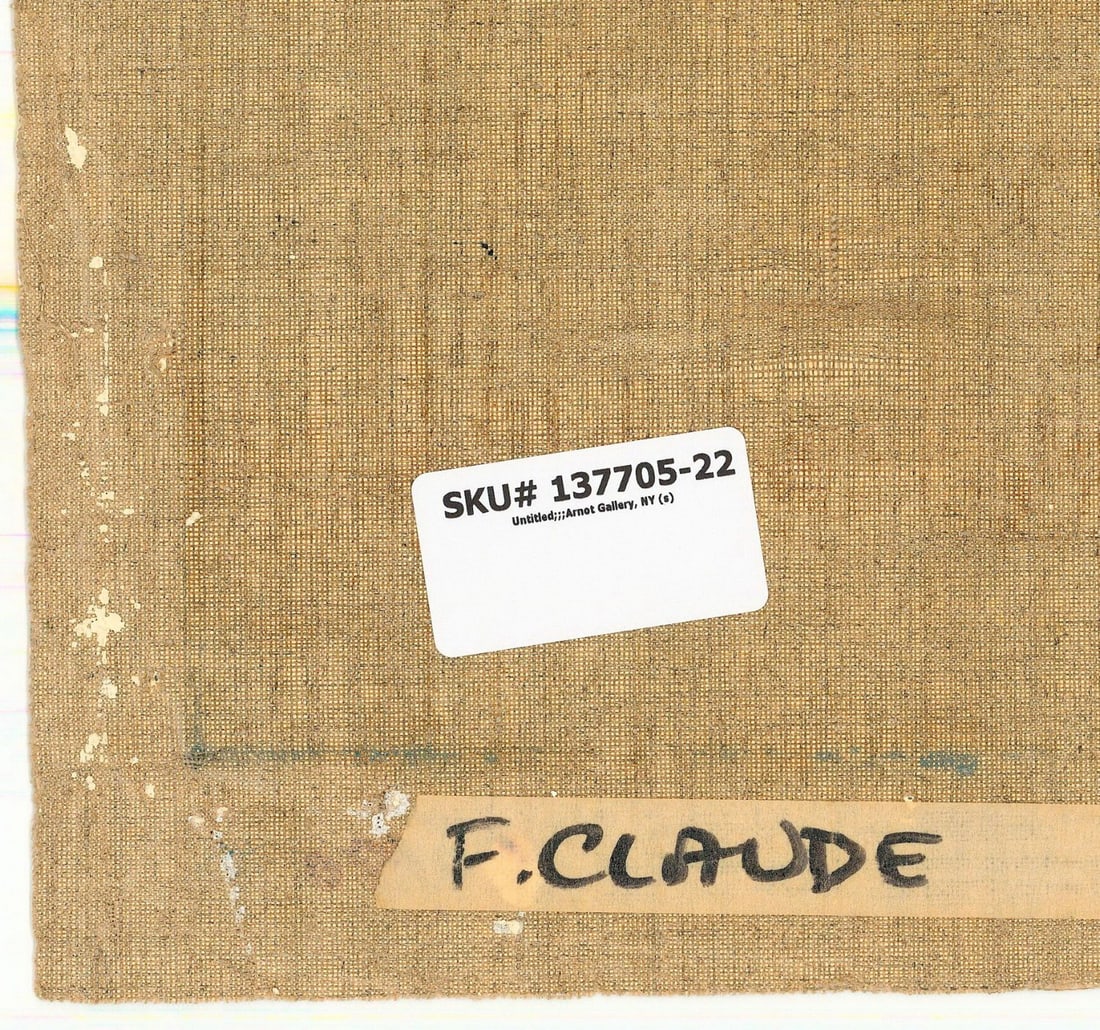 SKU# 137705-22
Untitled;;;Arnot Gallery, NY (s)
F. CLAUDE